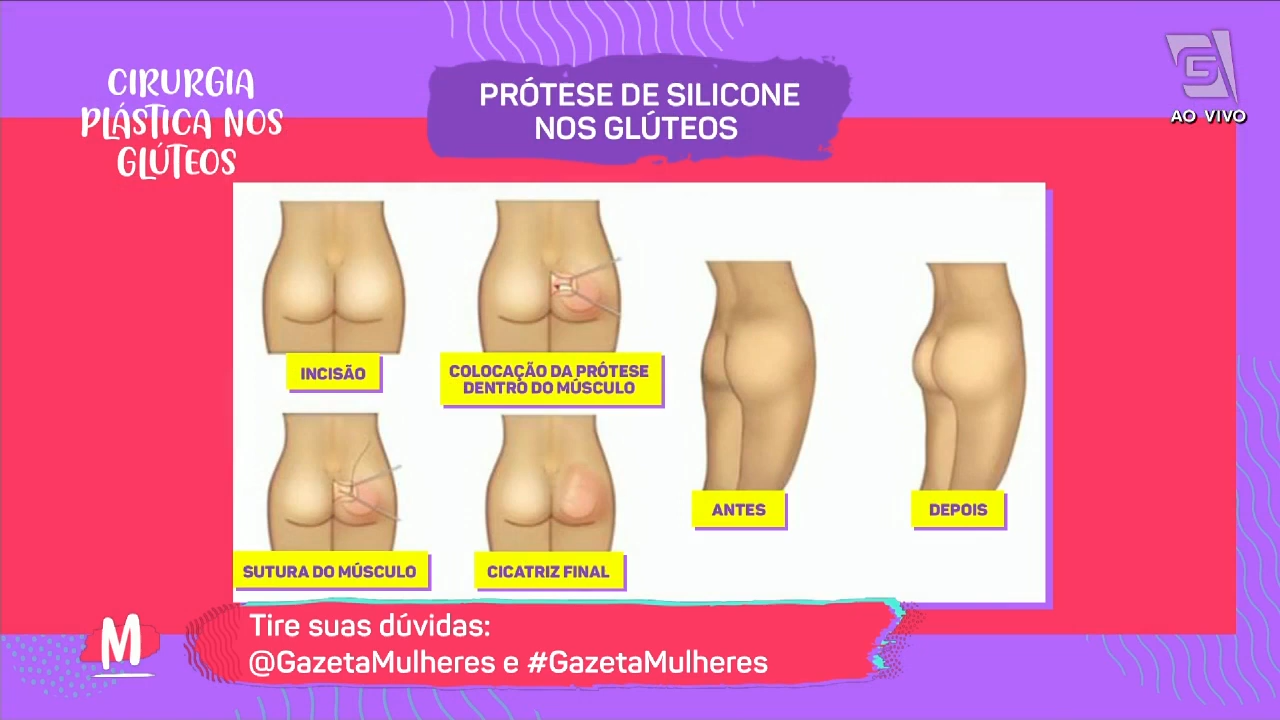 CIRURGIA
PLÁSTICA NOS
GLÚTEOS
PRÓTESE DE SILICONE
NOS GLÚTEOS
G
AO VIVO
INCISÃO
COLOCAÇÃO DA PRÓTESE
DENTRO DO MÚSCULO
SUTURA DO MÚSCULO
CICATRIZ FINAL
ANTES
DEPOIS
M
Tire suas dúvidas:
@GazetaMulheres e #GazetaMulheres